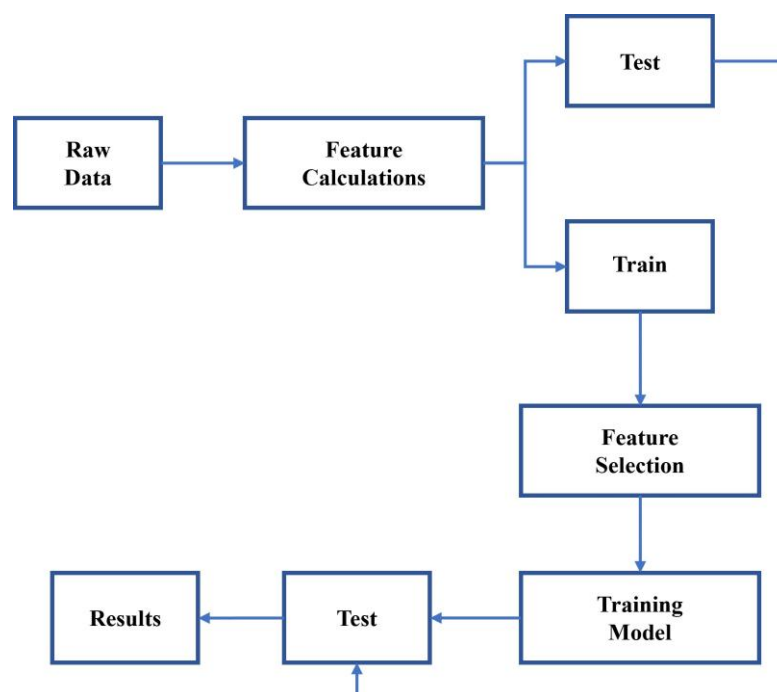 Raw
Data
Feature
Calculations
Test
Train
Feature
Selection
Training
Model
Test
Results